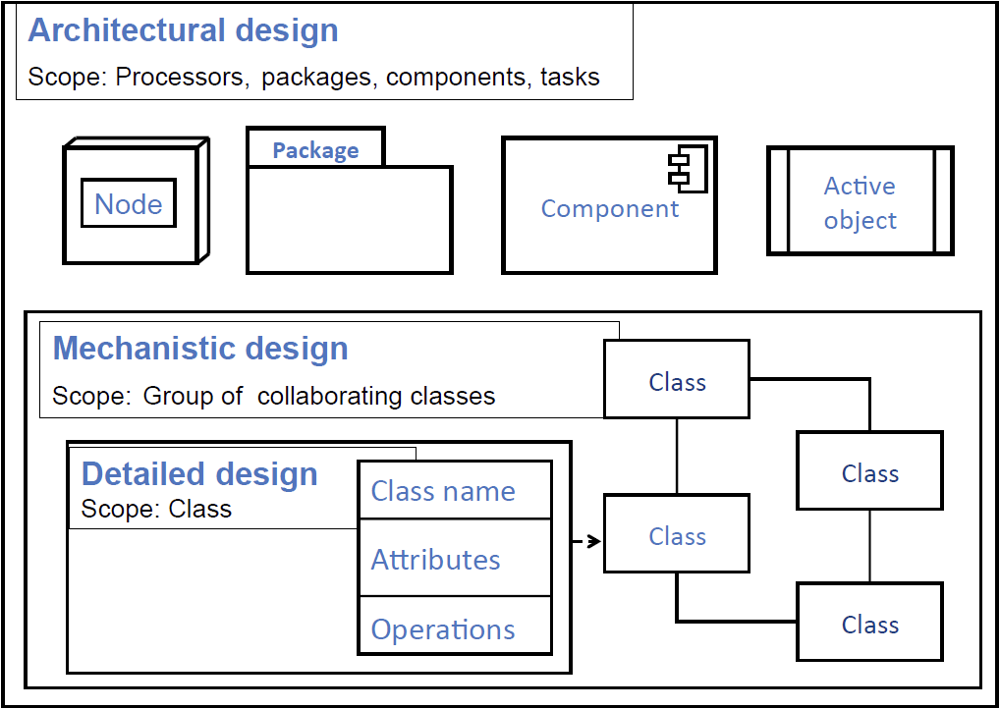 Architectural design
Scope: Processors, packages, components, tasks
Node
Package
Component
Active
object
Mechanistic design
Scope: Group of collaborating classes
Class
Class
Detailed design
Scope: Class
Class name
Attributes
Operations
Class
Class